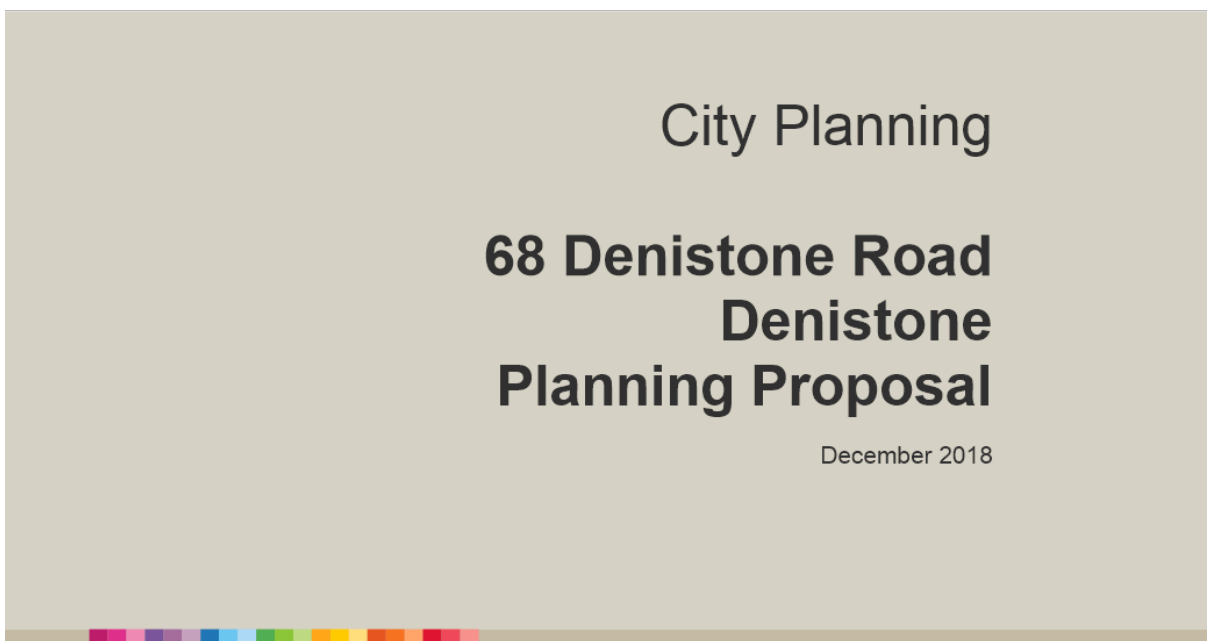 City Planning
68 Denistone Road
Denistone
Planning Proposal
December 2018